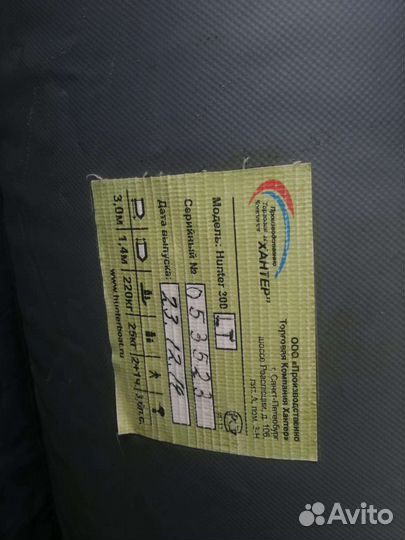 Производственно
Торговая Компания
"ХАНТЕР"
ООО «Производственно
Торговая Компания Хантер»
г. Санкт-Петербург
шоссе Революции, д. 106,
лит. А, пом. 3-Н
Модель: Hunter 300 LT
Серийный № 053523
Дата выпуска: 23.12.14
3,0м 1,4м 220кг 25кг 2+1ч.
www.hunterboat.ru
Avito